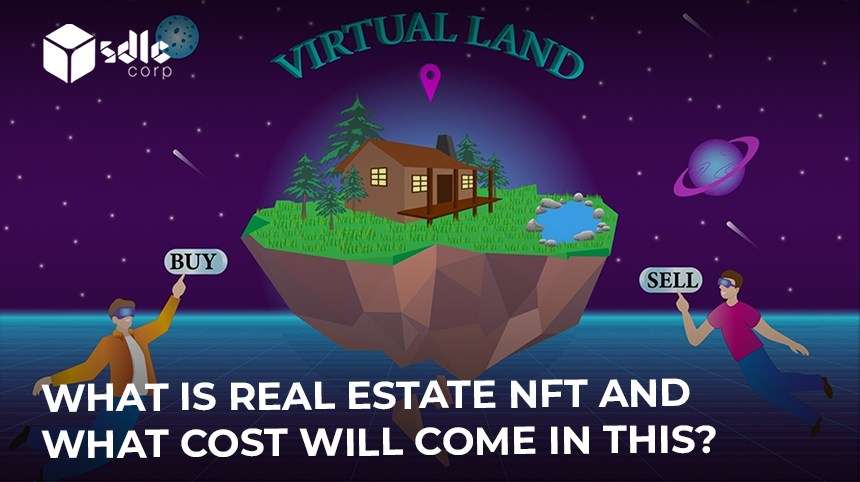 sdlc
corp
VIRTUAL LAND
BUY
SELL
WHAT IS REAL ESTATE NFT AND
WHAT COST WILL COME IN THIS?